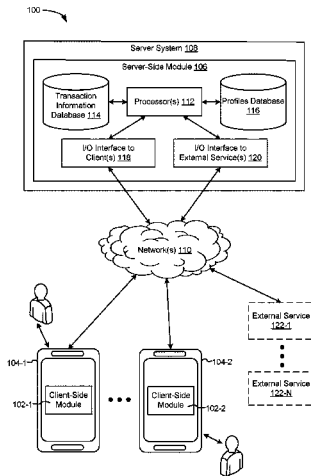 100
Server System 108
Server-Side Module 106
Transaction
Information
Database 114
Processor(s) 112
Profiles Database
116
I/O Interface to
Client(s) 118
I/O Interface to
External Service(s) 120
Network(s) 110
External Service
122-1
External Service
122-N
104-1
104-2
Client-Side
Module
102-1
Client-Side
Module
102-2